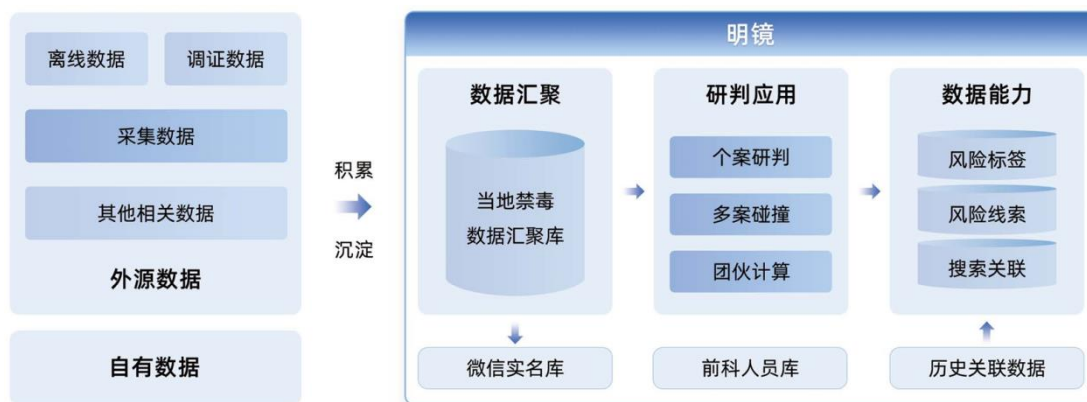 离线数据
调证数据
采集数据
其他相关数据
外源数据
自有数据
积累
沉淀
明镜
数据汇聚
当地禁毒
数据汇聚库
微信实名库
研判应用
个案研判
多案碰撞
团伙计算
前科人员库
数据能力
风险标签
风险线索
搜索关联
历史关联数据